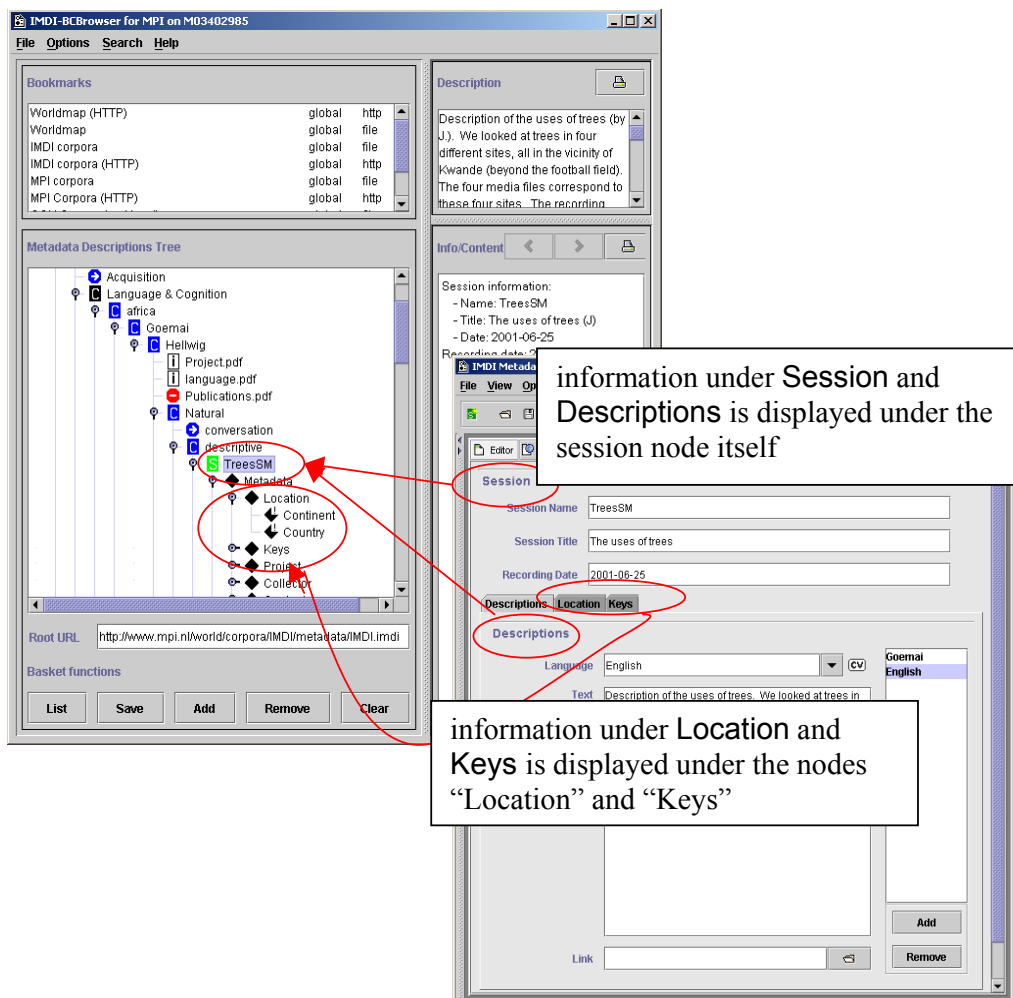 IMDI-BCBrowser for MPI on M03402985
File Options Search Help
Bookmarks
Worldmap (HTTP) global http
Worldmap global file
IMDI corpora global file
IMDI corpora (HTTP) global http
MPI corpora global file
MPI Corpora (HTTP) global http
Metadata Descriptions Tree
Acquisition
C Language & Cognition
C africa
C Goemai
C Hellwig
i Project.pdf
i language.pdf
Publications.pdf
C Natural
conversation
C descriptive
S TreesSM
Metadata
Location
Continent
Country
Keys
Project
Collector
Root URL http://www.mpi.nl/world/corpora/IMDI/metadata/IMDI.imdi
Basket functions
List Save Add Remove Clear
Description
Description of the uses of trees (by
J.). We looked at trees in four
different sites, all in the vicinity of
Kwande (beyond the football field).
The four media files correspond to
these four sites. The recording
Info/Content
Session information:
- Name: TreesSM
- Title: The uses of trees (J)
- Date: 2001-06-25
Recording date: 2
IMDI Metada
File View Op
information under Session and
Descriptions is displayed under the
session node itself
Editor
Session
Session Name TreesSM
Session Title The uses of trees
Recording Date 2001-06-25
Descriptions Location Keys
Descriptions
Language English CV
Goemai
English
Text Description of the uses of trees. We looked at trees in
information under Location and
Keys is displayed under the nodes
“Location” and “Keys”
Add
Link
Remove